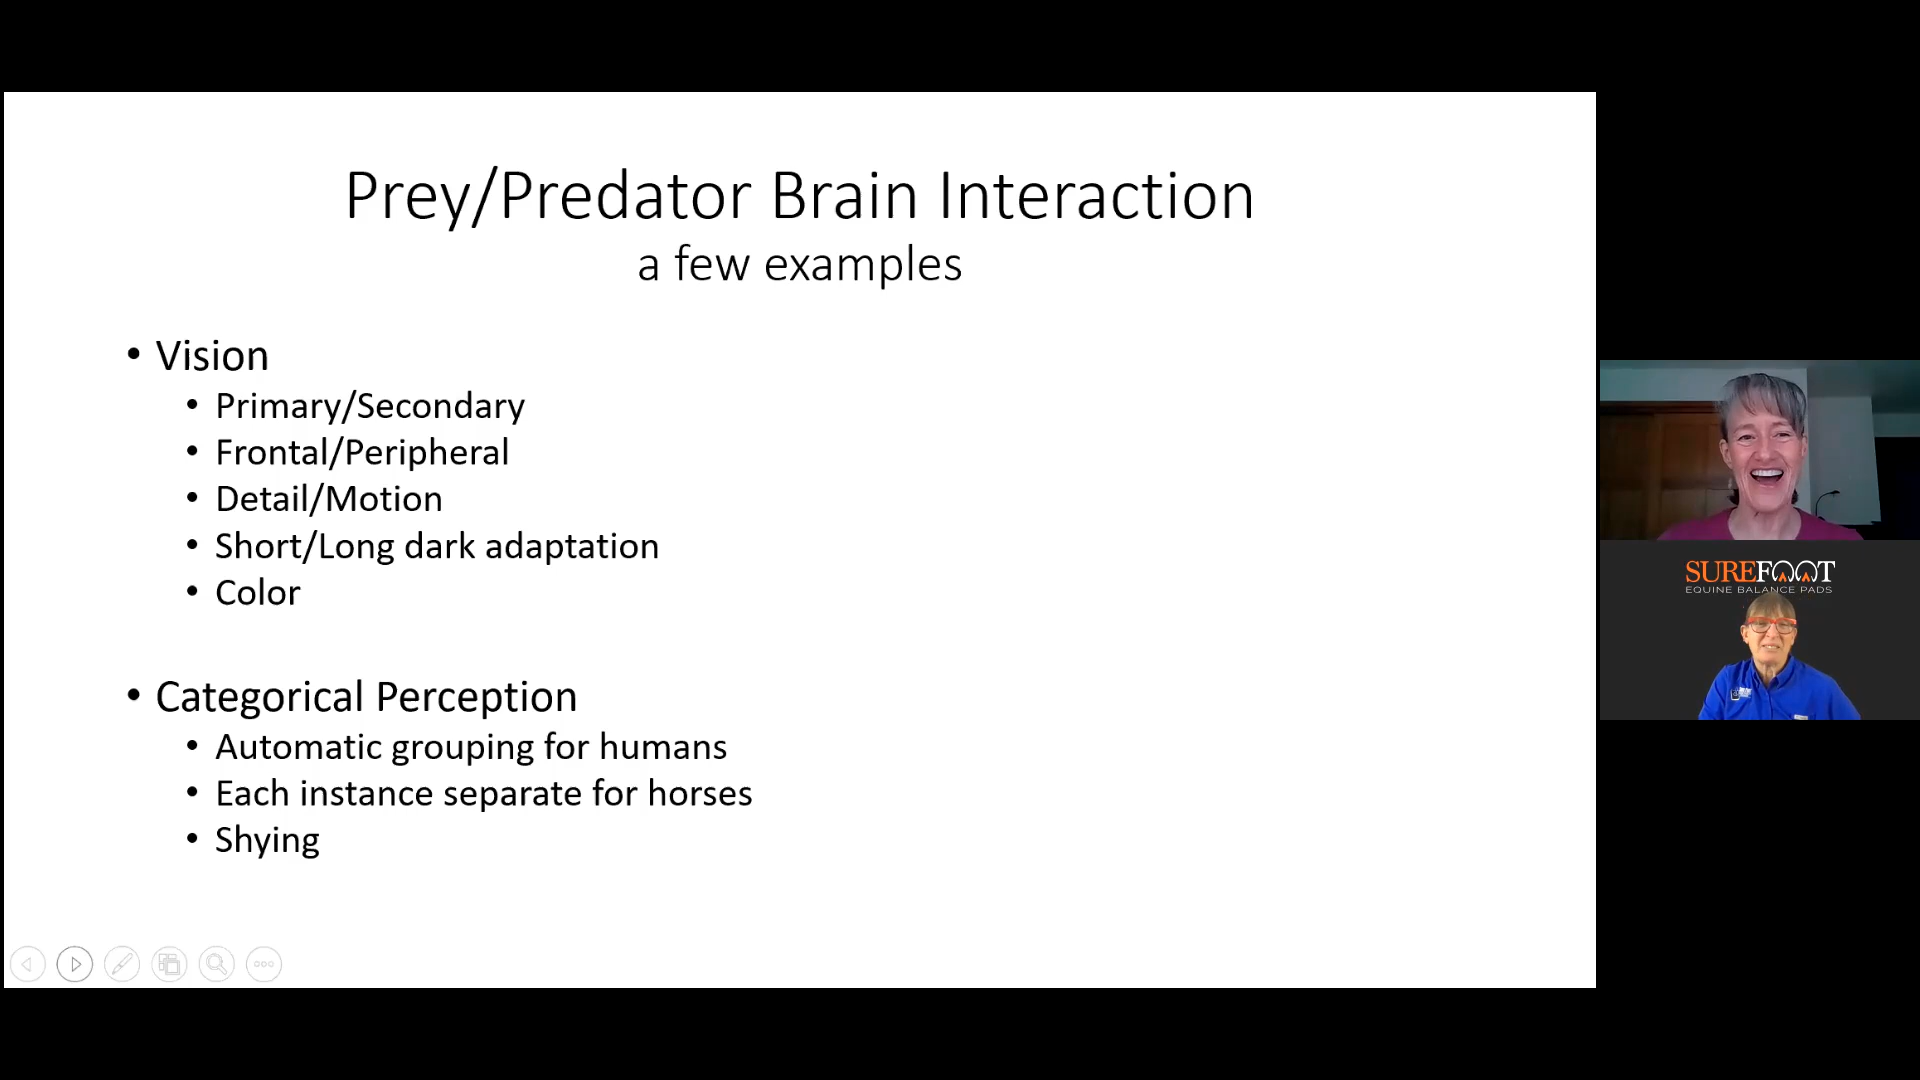 Prey/Predator Brain Interaction
a few examples
• Vision
• Primary/Secondary
• Frontal/Peripheral
• Detail/Motion
• Short/Long dark adaptation
• Color
• Categorical Perception
• Automatic grouping for humans
• Each instance separate for horses
• Shying
SUREFOOT
EQUINE BALANCE PADS